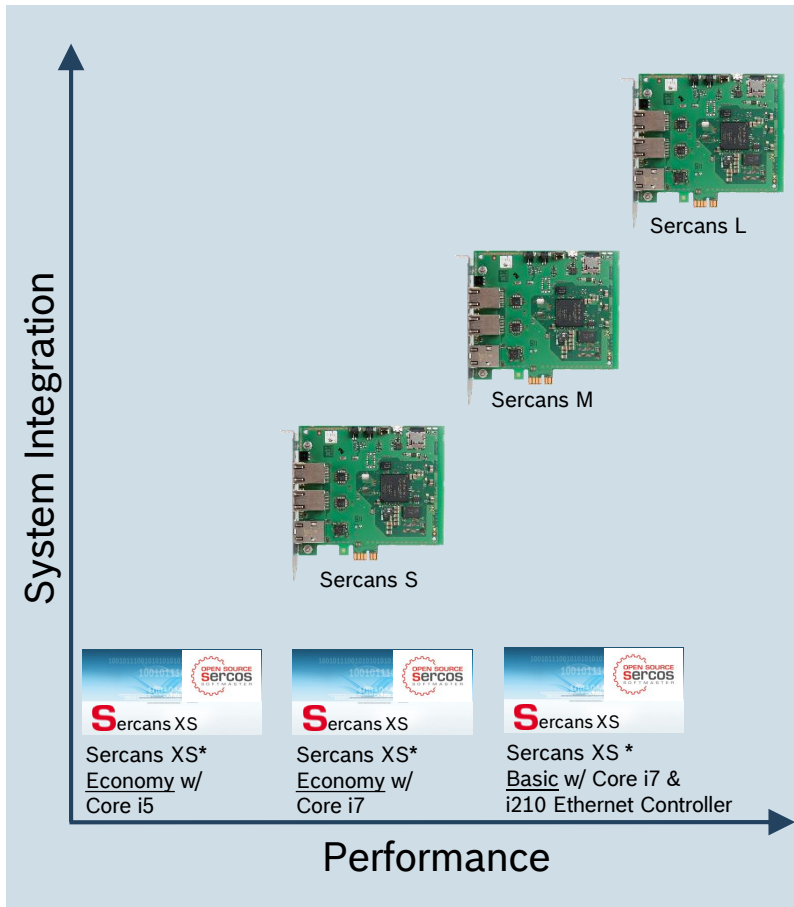 System Integration
Sercans L
Sercans M
Sercans S
OPEN SOURCE
sercos
SOFTMASTER
Sercans XS
Sercans XS*
Economy w/
Core i5
OPEN SOURCE
sercos
SOFTMASTER
Sercans XS
Sercans XS*
Economy w/
Core i7
OPEN SOURCE
sercos
SOFTMASTER
Sercans XS
Sercans XS *
Basic w/ Core i7 &
i210 Ethernet Controller
Performance